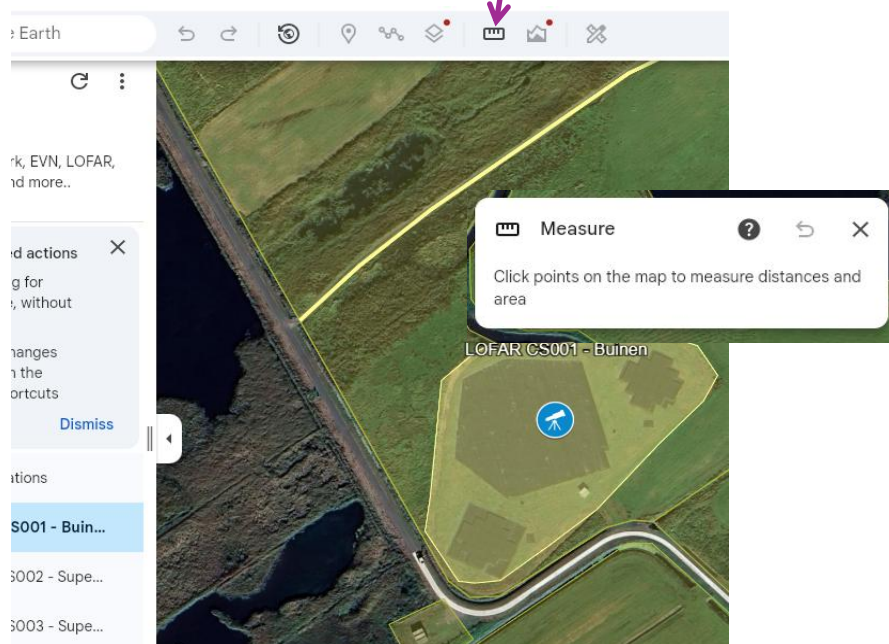 Earth
rk, EVN, LOFAR,
nd more..
ed actions
g for
, without
hanges
n the
ortcuts
Dismiss
ations
S001 - Buin...
S002 - Supe...
S003 - Supe...
Measure
Click points on the map to measure distances and
area
LOFAR CS001 - Buinen